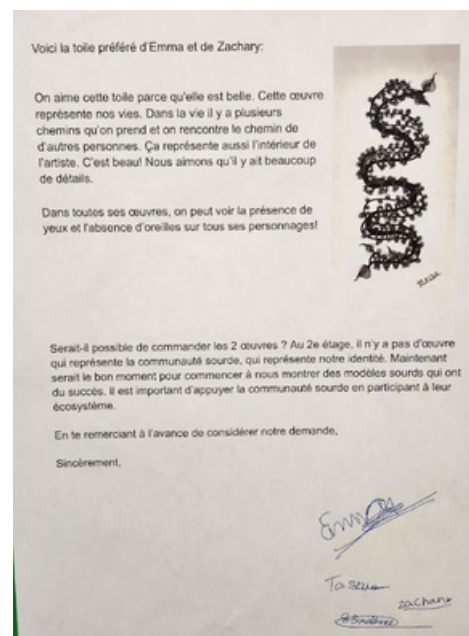 Voici la toile préféré d'Emma et de Zachary:
On aime cette toile parce qu'elle est belle. Cette œuvre
représente nos vies. Dans la vie il y a plusieurs
chemins qu'on prend et on rencontre le chemin de
d'autres personnes. Ça représente aussi l'intérieur de
l'artiste. C'est beau! Nous aimons qu'il y ait beaucoup
de détails.
Dans toutes ses œuvres, on peut voir la présence de
yeux et l'absence d'oreilles sur tous ses personnages!
Serait-il possible de commander les 2 œuvres ? Au 2e étage, il n'y a pas d'œuvre
qui représente la communauté sourde, qui représente notre identité. Maintenant
serait le bon moment pour commencer à nous montrer des modèles sourds qui ont
du succès. Il est important d'appuyer la communauté sourde en participant à leur
écosystème.
En te remerciant à l'avance de considérer notre demande,
Sincèrement,
Emma
zachary